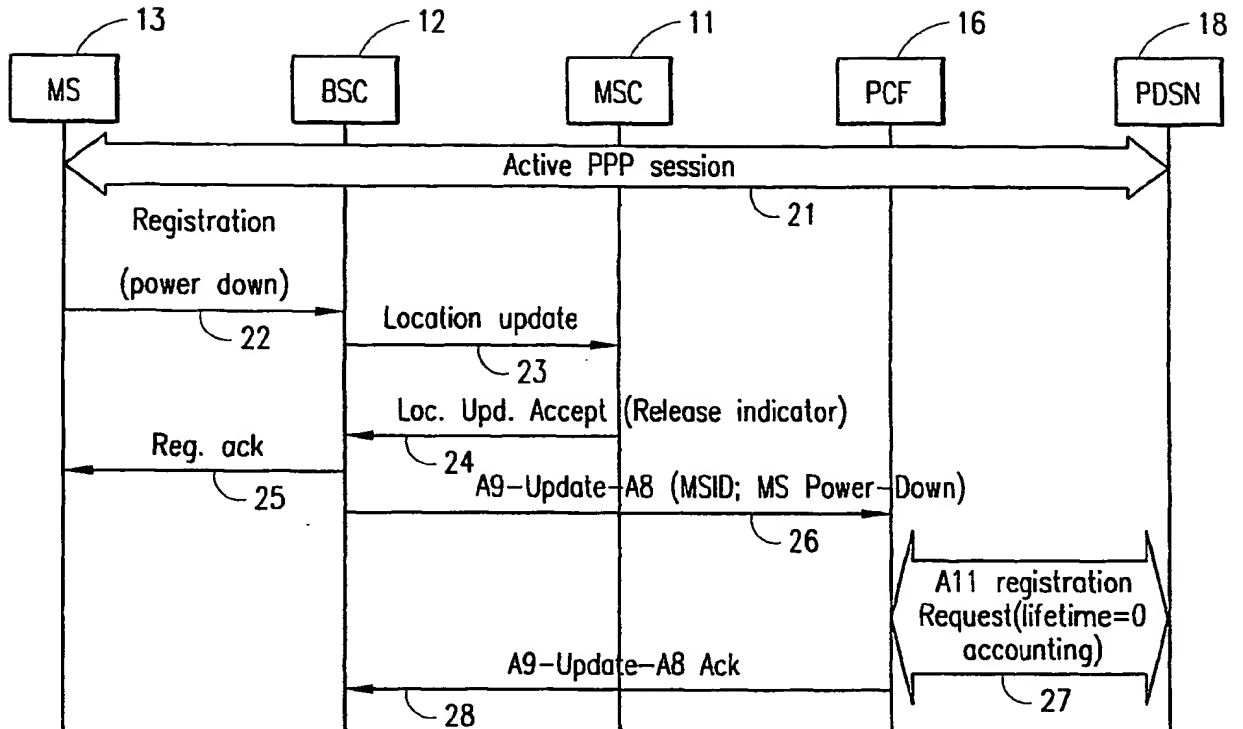 13
12
11
16
18
MS
BSC
MSC
PCF
PDSN
Active PPP session
21
Registration
(power down)
22
Location update
23
Loc. Upd. Accept (Release indicator)
24
Reg. ack
25
A9-Update-A8 (MSID; MS Power-Down)
26
A11 registration
Request(lifetime=0
accounting)
27
A9-Update-A8 Ack
28